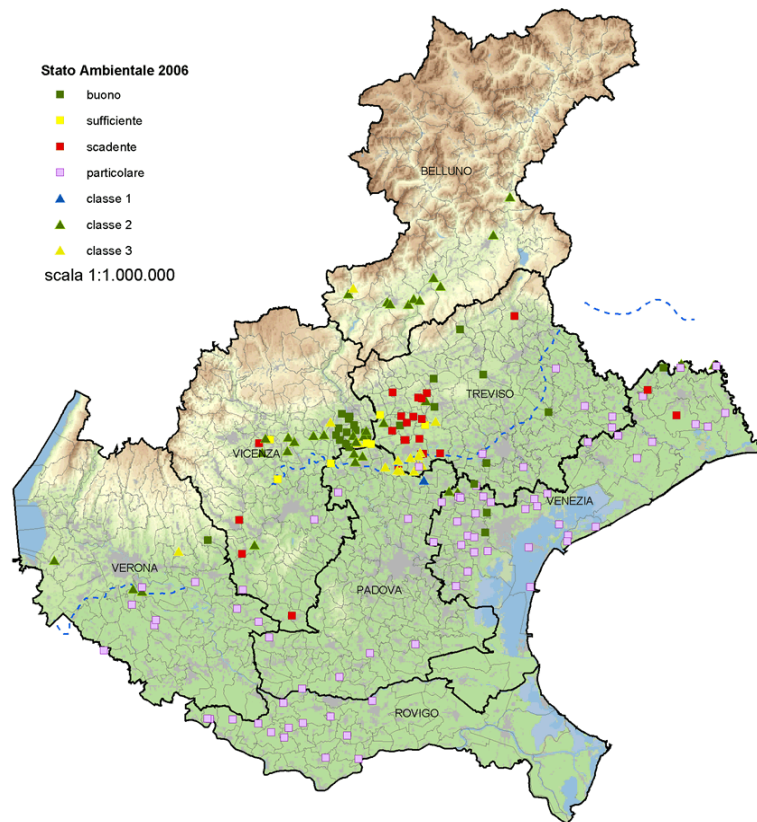 Stato Ambientale 2006
buono
sufficiente
scadente
particolare
classe 1
classe 2
classe 3
scala 1:1.000.000
BELLUNO
TREVISO
VICENZA
VENEZIA
VERONA
PADOVA
ROVIGO